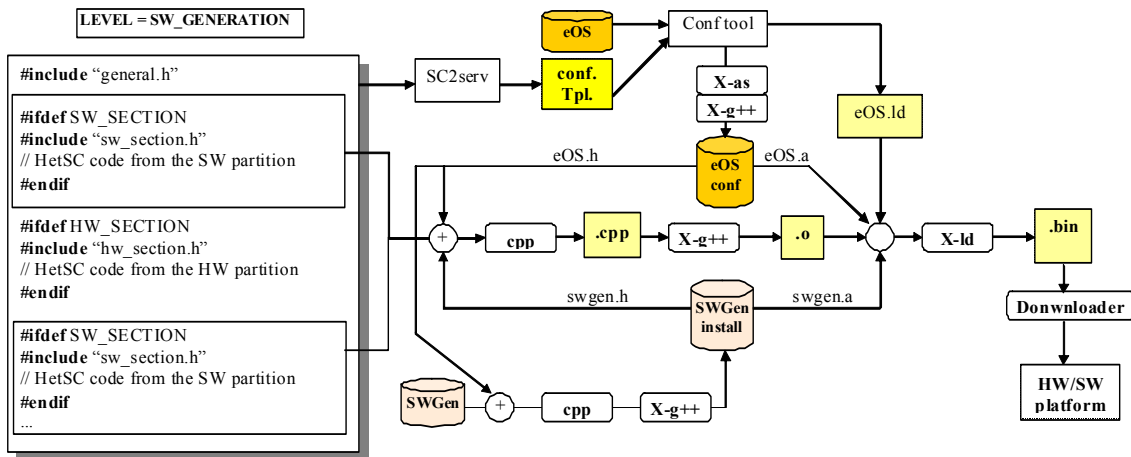 LEVEL = SW_GENERATION
#include “general.h”
#ifdef SW_SECTION
#include “sw_section.h”
// HetSC code from the SW partition
#endif
#ifdef HW_SECTION
#include “hw_section.h”
// HetSC code from the HW partition
#endif
#ifdef SW_SECTION
#include “sw_section.h”
// HetSC code from the SW partition
#endif
...
eOS
Conf tool
SC2serv
conf.
Tpl.
X-as
X-g++
eOS.ld
eOS.h
eOS
conf
eOS.a
+
cpp
.cpp
X-g++
.o
X-ld
.bin
swgen.h
SWGen
install
swgen.a
Donwnloader
SWGen
+
cpp
X-g++
HW/SW
platform